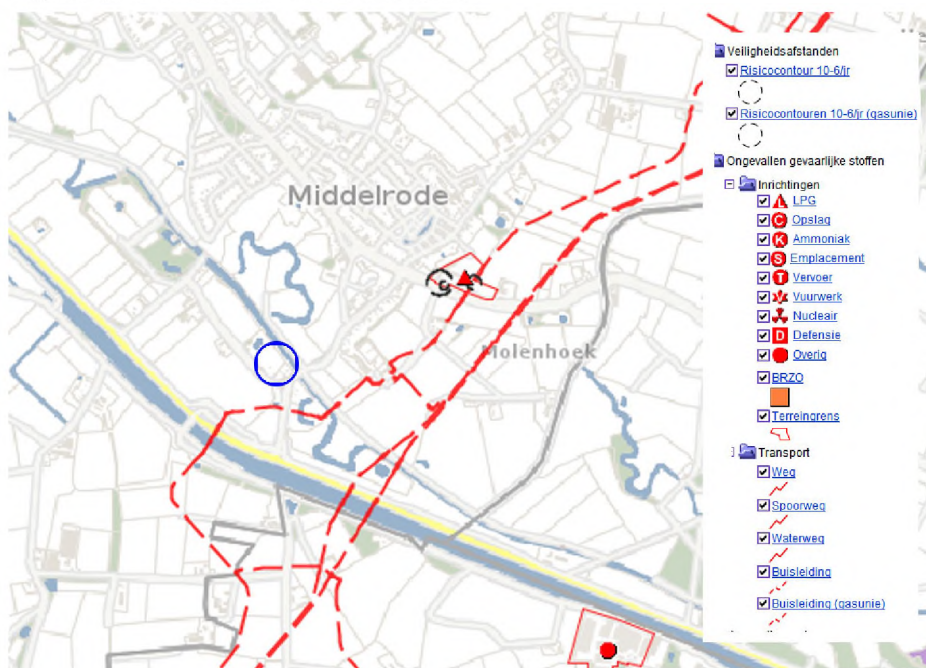 Middelrode
Molenhoek
Veiligheidsafstanden
Risicocontour 10-6/jr
Risicocontouren 10-6/jr (gasunie)
Ongevallen gevaarlijke stoffen
Inrichtingen
LPG
C Opslag
K Ammoniak
S Emplacement
T Vervoer
Vuurwerk
Nucleair
D Defensie
Overig
BRZO
Terreingrens
Transport
Weg
Spoorweg
Waterweg
Buisleiding
Buisleiding (gasunie)